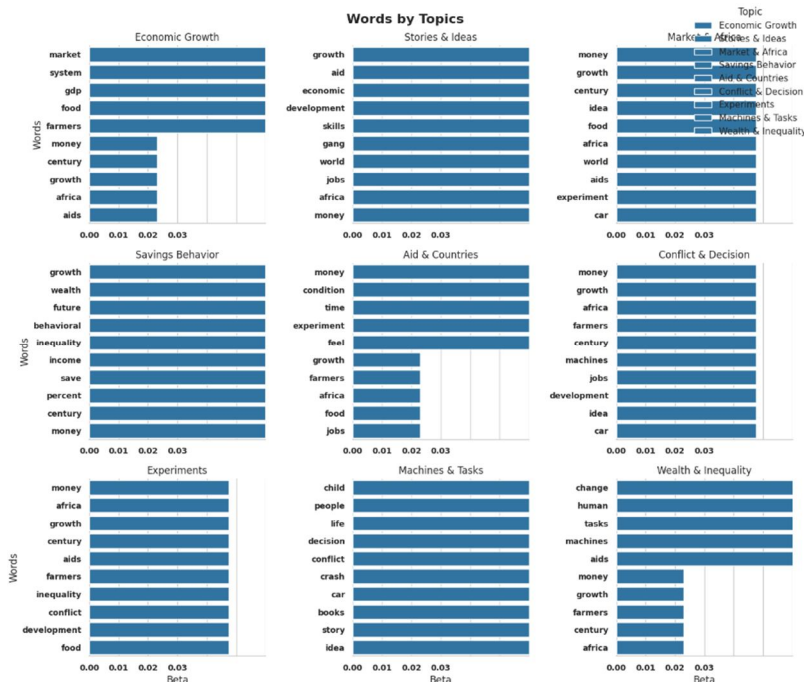 Words by Topics
Topic
Economic Growth
Stories & Ideas
Market & Africa
Savings Behavior
Aid & Countries
Conflict & Decision
Experiments
Machines & Tasks
Wealth & Inequality
Economic Growth
Words
market
system
gdp
food
farmers
money
century
growth
africa
aids
0.00 0.01 0.02 0.03
Stories & Ideas
growth
aid
economic
development
skills
gang
world
jobs
africa
money
0.00 0.01 0.02 0.03
Market & Africa
money
growth
century
idea
food
africa
world
aids
experiment
car
0.00 0.01 0.02 0.03
Savings Behavior
Words
growth
wealth
future
behavioral
inequality
income
save
percent
century
money
0.00 0.01 0.02 0.03
Aid & Countries
money
condition
time
experiment
feel
growth
farmers
africa
food
jobs
0.00 0.01 0.02 0.03
Conflict & Decision
money
growth
africa
farmers
century
machines
jobs
development
idea
car
0.00 0.01 0.02 0.03
Experiments
Words
money
africa
growth
century
aids
farmers
inequality
conflict
development
food
0.00 0.01 0.02 0.03
Beta
Machines & Tasks
child
people
life
decision
conflict
crash
car
books
story
idea
0.00 0.01 0.02 0.03
Beta
Wealth & Inequality
change
human
tasks
machines
aids
money
growth
farmers
century
africa
0.00 0.01 0.02 0.03
Beta